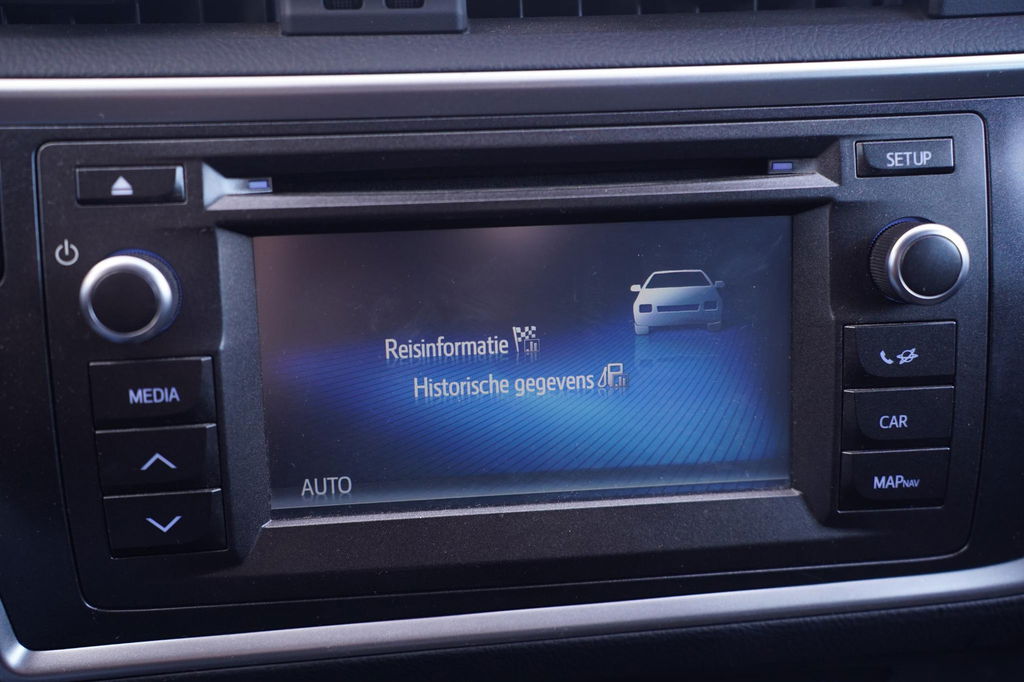 SETUP
Reisinformatie
Historische gegevens
MEDIA
CAR
MAPNAV
AUTO